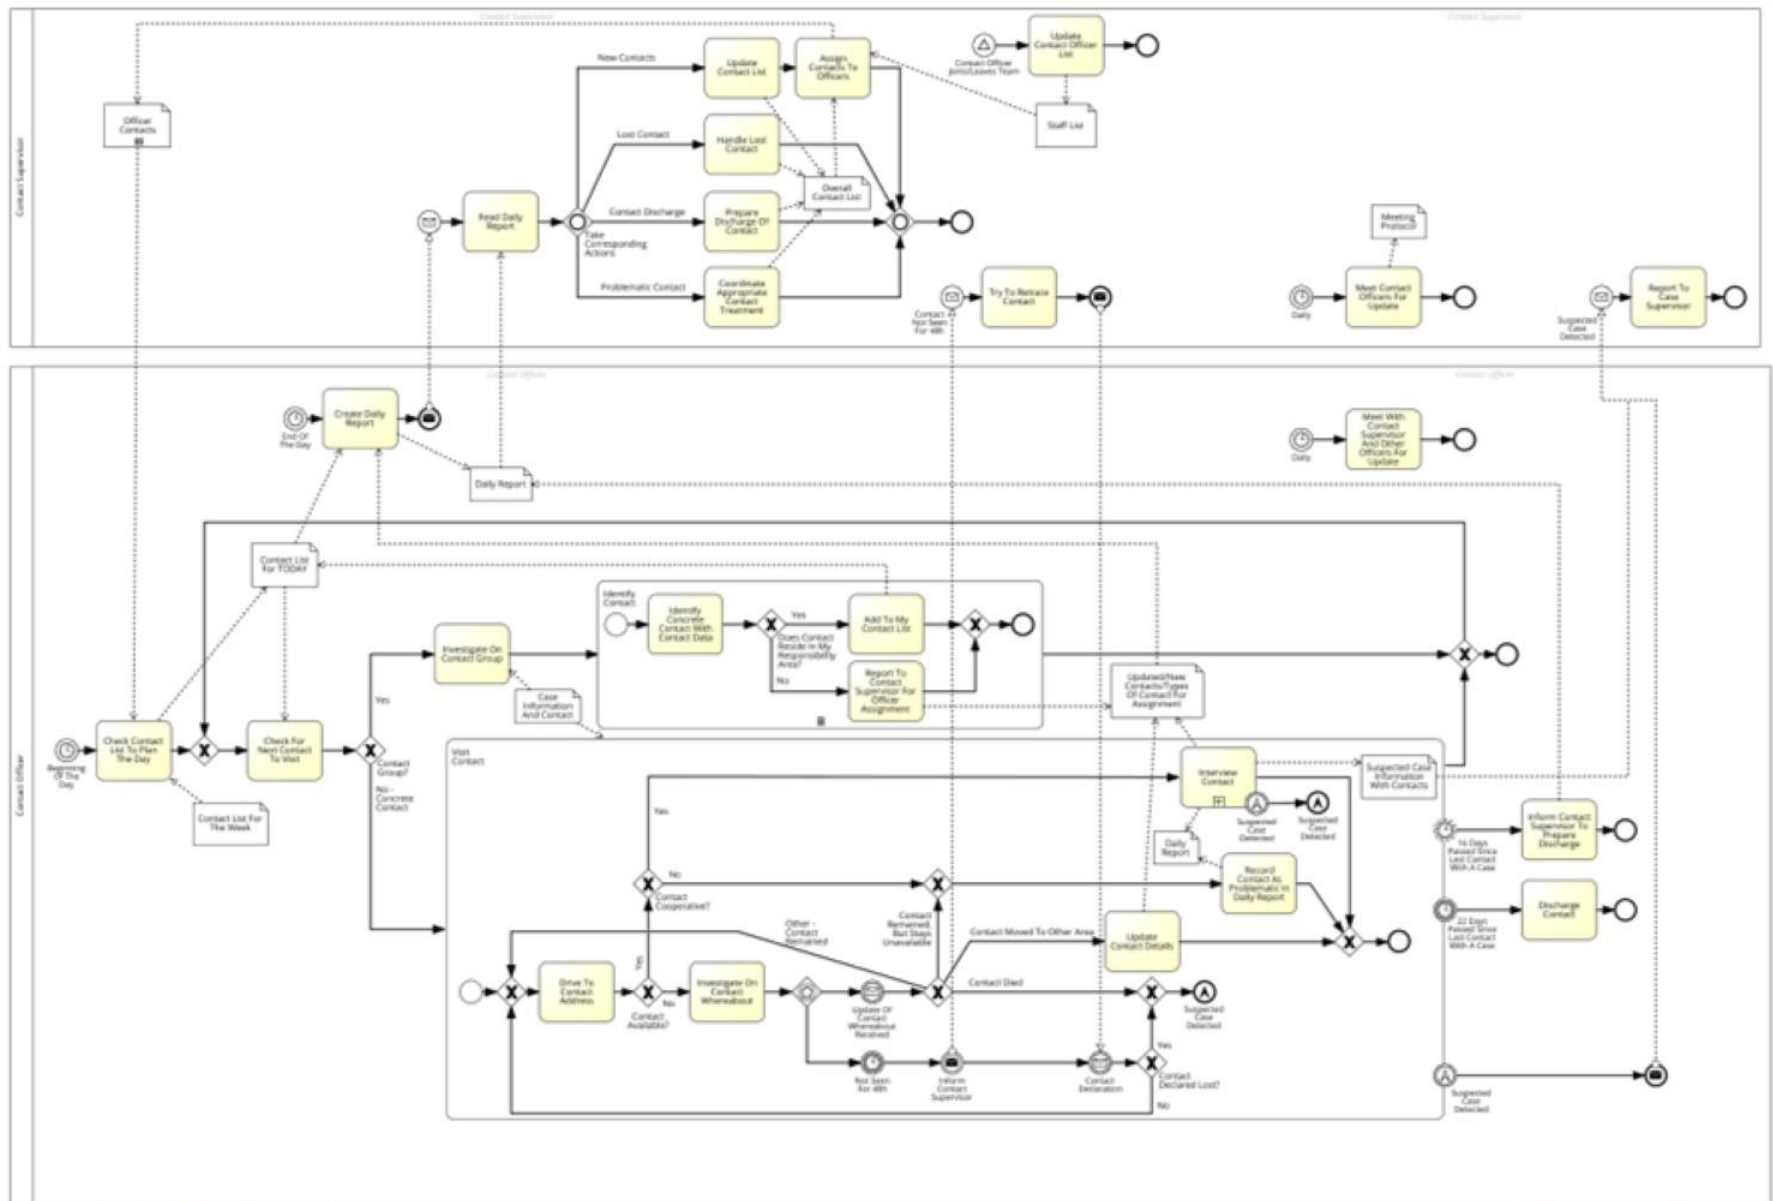 Contact Supervisor
Contact Supervisor
Contact Supervisor
Officer
Contacts
New Contacts
Update
Contact List
Assign
Contacts To
Officers
Contact Officer
Joins/Leaves Team
Update
Contact Officer
List
Staff List
Lost Contact
Handle Lost
Contact
Overall
Contact List
Read Daily
Report
Take
Corresponding
Actions
Contact Discharge
Prepare
Discharge Of
Contact
Problematic Contact
Coordinate
Appropriate
Contact
Treatment
Contact
Not Seen
For 48h
Try To Retrace
Contact
Meeting
Protocol
Daily
Meet Contact
Officers For
Update
Suspected
Case
Detected
Report To
Case
Supervisor
Contact Officer
Contact Officer
Contact Officer
End Of
The Day
Create Daily
Report
Daily Report
Daily
Meet With
Contact
Supervisor
And Other
Officers For
Update
Contact List
For TODAY
Beginning
Of The
Day
Check Contact
List To Plan
The Day
Contact List For
The Week
Check For
Next Contact
To Visit
Contact
Group?
Yes
No -
Concrete
Contact
Investigate On
Contact Group
Case
Information
And Contact
Identify
Contact
Identify
Concrete
Contact With
Contact Data
Does Contact
Reside In My
Responsibility
Area?
Yes
No
Add To My
Contact List
Report To
Contact
Supervisor For
Officer
Assignment
Updated/New
Contacts/Types
Of Contact For
Assignment
Visit
Contact
Interview
Contact
Suspected Case
Information
With Contacts
Suspected
Case
Detected
Suspected
Case
Detected
Daily
Report
Record
Contact As
Problematic In
Daily Report
Yes
No
Contact
Cooperative?
Yes
Other -
Contact
Remained
Contact
Remained,
But Stays
Unavailable
Contact Moved To Other Area
Update
Contact Details
Drive To
Contact
Address
Contact
Available?
No
Investigate On
Contact
Whereabout
Update Of
Contact
Whereabout
Received
Contact Died
Suspected
Case
Detected
Not Seen
For 48h
Inform
Contact
Supervisor
Contact
Declaration
Yes
Contact
Declared Lost?
No
16 Days
Passed Since
Last Contact
With A Case
Inform Contact
Supervisor To
Prepare
Discharge
22 Days
Passed Since
Last Contact
With A Case
Discharge
Contact
Suspected
Case
Detected